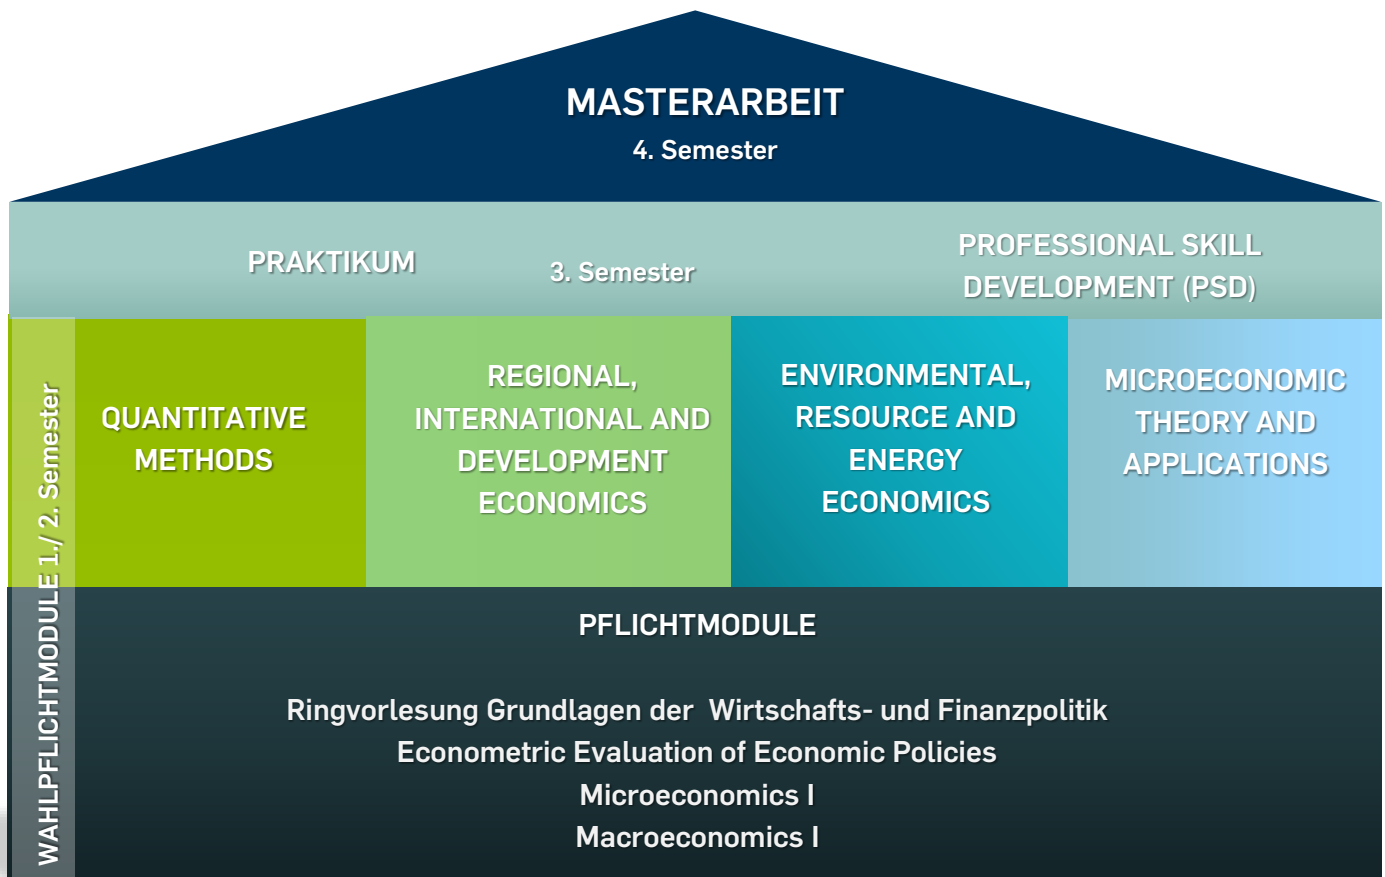 MASTERARBEIT
4. Semester
PRAKTIKUM
3. Semester
PROFESSIONAL SKILL
DEVELOPMENT (PSD)
WAHLPFLICHTMODULE 1./ 2. Semester
QUANTITATIVE
METHODS
REGIONAL,
INTERNATIONAL AND
DEVELOPMENT
ECONOMICS
ENVIRONMENTAL,
RESOURCE AND
ENERGY
ECONOMICS
MICROECONOMIC
THEORY AND
APPLICATIONS
PFLICHTMODULE
Ringvorlesung Grundlagen der Wirtschafts- und Finanzpolitik
Econometric Evaluation of Economic Policies
Microeconomics I
Macroeconomics I